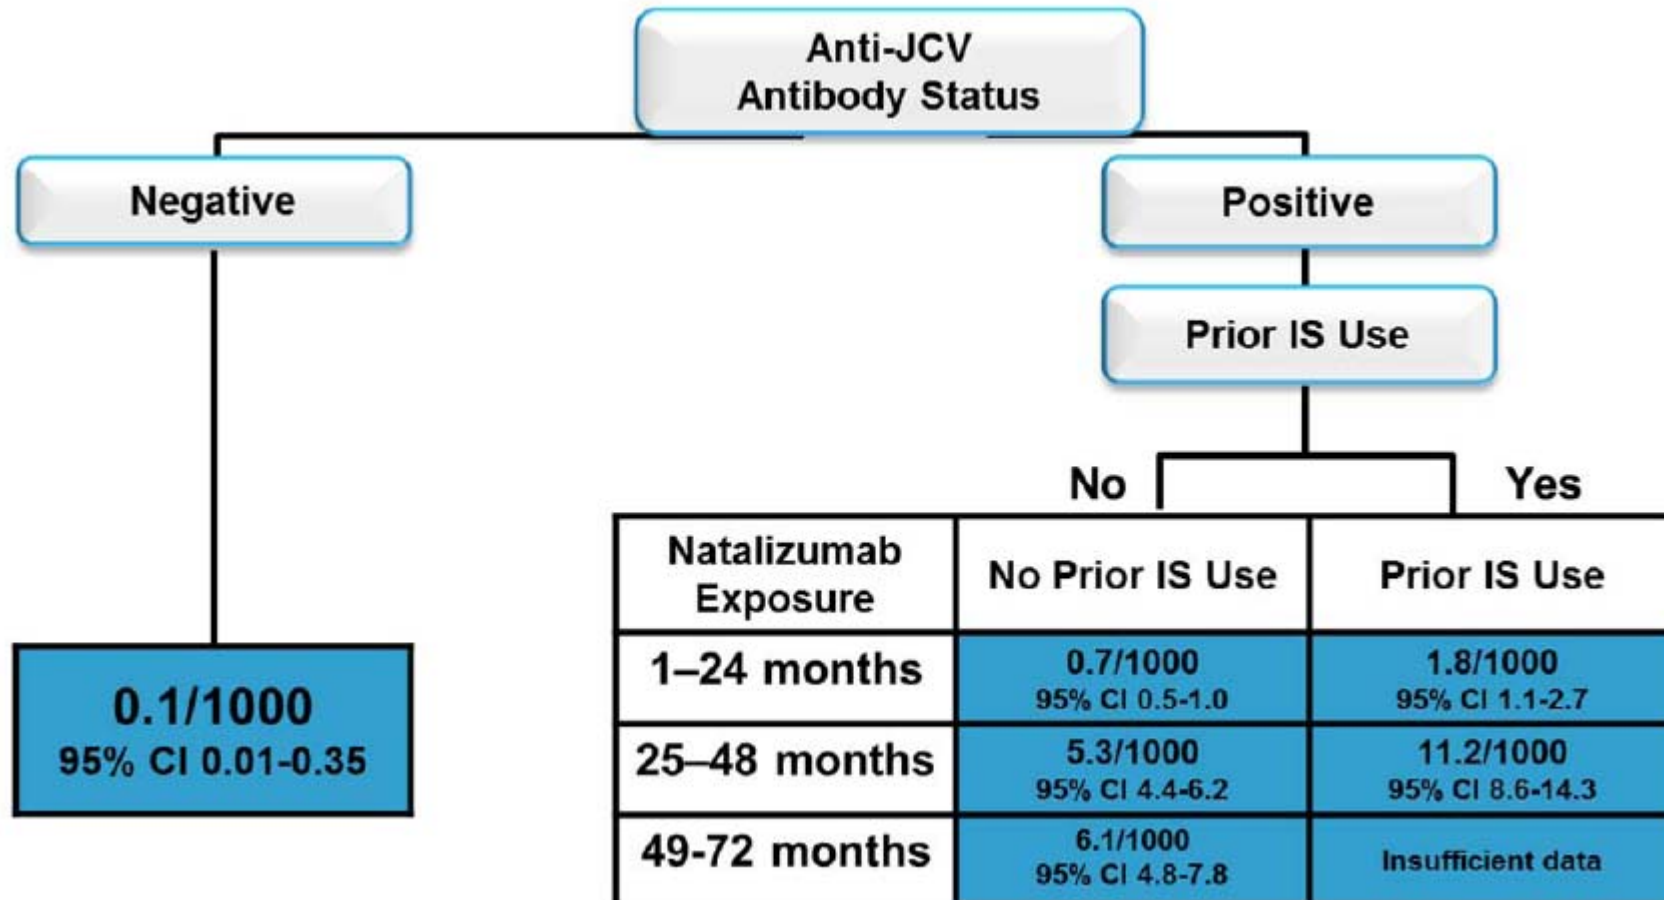 Anti-JCV
Antibody Status
Negative
Positive
Prior IS Use
No
Yes
Natalizumab
Exposure
No Prior IS Use
Prior IS Use
1–24 months
0.7/1000
95% CI 0.5-1.0
1.8/1000
95% CI 1.1-2.7
0.1/1000
95% CI 0.01-0.35
25–48 months
5.3/1000
95% CI 4.4-6.2
11.2/1000
95% CI 8.6-14.3
49-72 months
6.1/1000
95% CI 4.8-7.8
Insufficient data